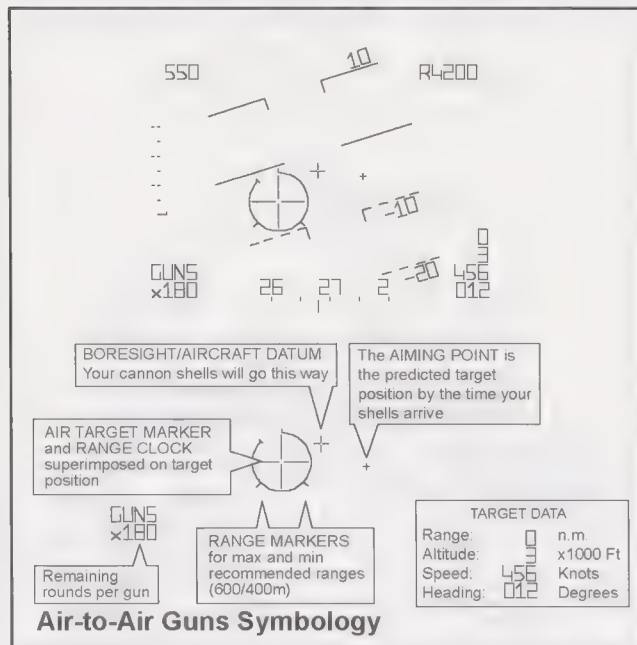 10
550
R4200
-10
0
3
GUNS
-20
456
x180
26 . 27 . 2
012
BORESIGHT/AIRCRAFT DATUM
Your cannon shells will go this way
The AIMING POINT is
the predicted target
position by the time your
shells arrive
AIR TARGET MARKER
and RANGE CLOCK
superimposed on target
position
GUNS
x180
Remaining
rounds per gun
RANGE MARKERS
for max and min
recommended ranges
(600/400m)
TARGET DATA
Range: 0 n.m.
Altitude: 3 x1000 Ft
Speed: 456 Knots
Heading: 012 Degrees
Air-to-Air Guns Symbology